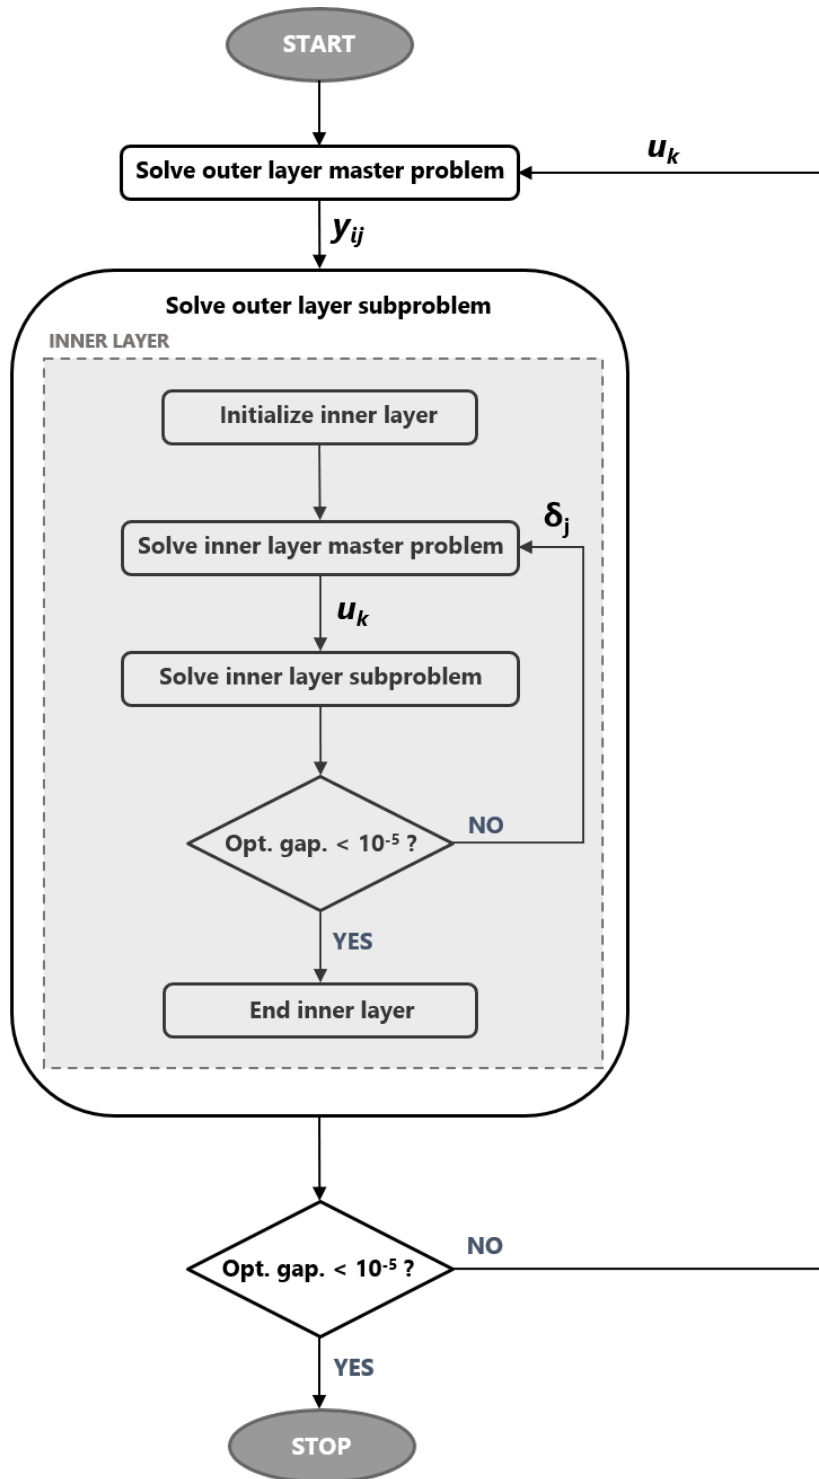 START
Solve outer layer master problem
u_k
y_ij
Solve outer layer subproblem
INNER LAYER
Initialize inner layer
δ_j
Solve inner layer master problem
u_k
Solve inner layer subproblem
Opt. gap. < 10⁻⁵ ?
NO
YES
End inner layer
Opt. gap. < 10⁻⁵ ?
NO
YES
STOP